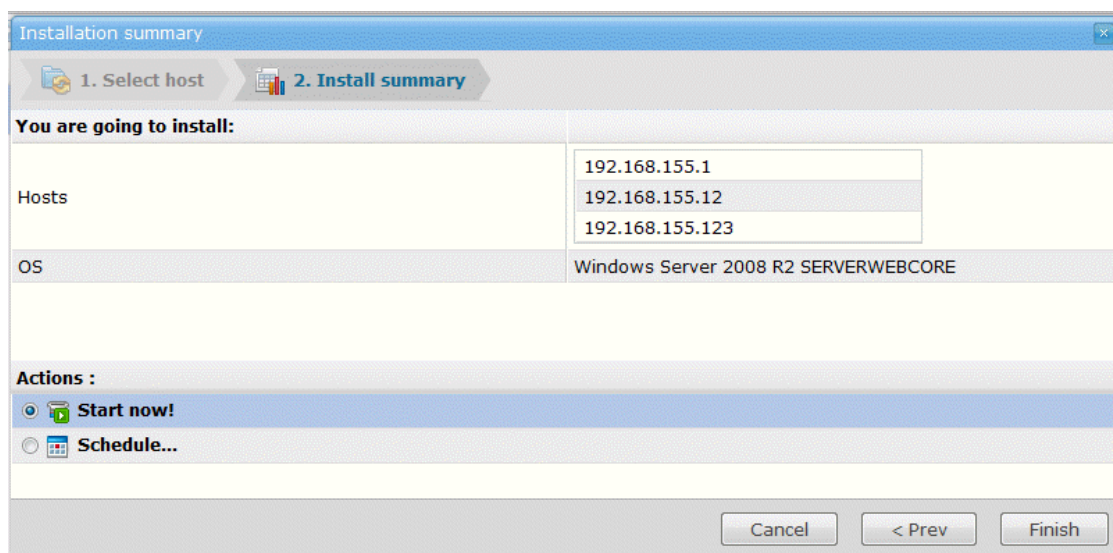 Installation summary
1. Select host 2. Install summary
You are going to install:
Hosts
192.168.155.1
192.168.155.12
192.168.155.123
OS Windows Server 2008 R2 SERVERWEBCORE
Actions :
Start now!
Schedule...
Cancel < Prev Finish